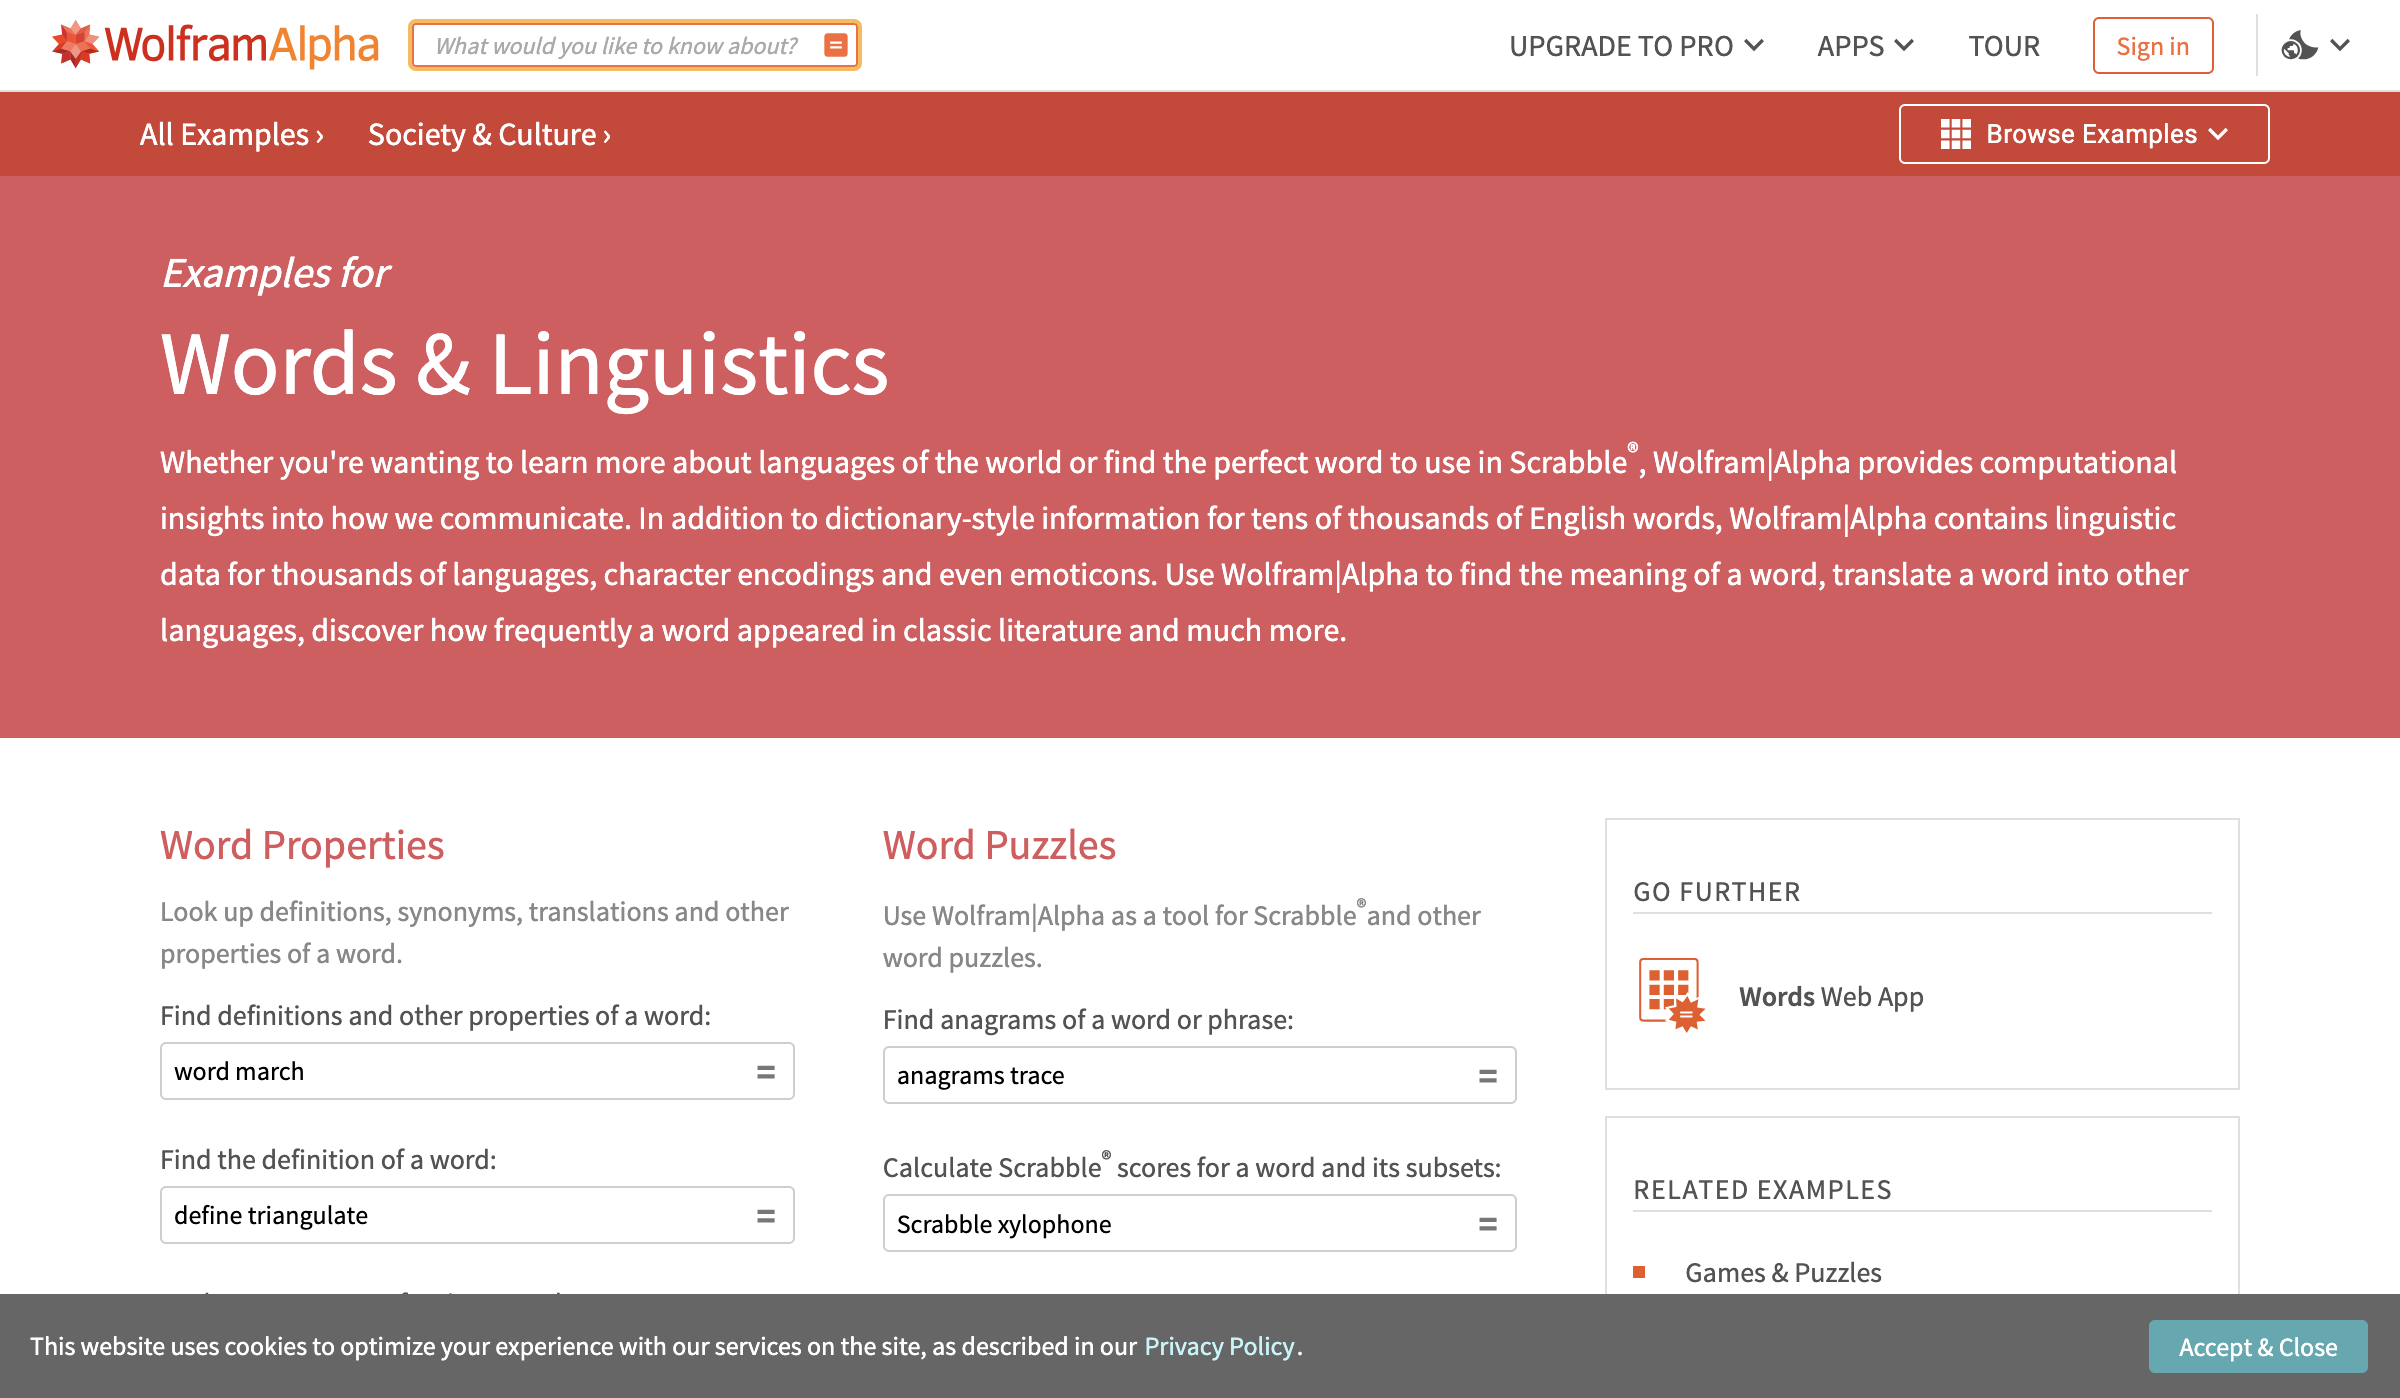 WolframAlpha
What would you like to know about?
UPGRADE TO PRO
APPS
TOUR
Sign in
All Examples ›
Society & Culture ›
Browse Examples
Examples for
Words & Linguistics
Whether you're wanting to learn more about languages of the world or find the perfect word to use in Scrabble®, Wolfram|Alpha provides computational
insights into how we communicate. In addition to dictionary-style information for tens of thousands of English words, Wolfram|Alpha contains linguistic
data for thousands of languages, character encodings and even emoticons. Use Wolfram|Alpha to find the meaning of a word, translate a word into other
languages, discover how frequently a word appeared in classic literature and much more.
Word Properties
Look up definitions, synonyms, translations and other
properties of a word.
Find definitions and other properties of a word:
word march
Find the definition of a word:
define triangulate
Word Puzzles
Use Wolfram|Alpha as a tool for Scrabble® and other
word puzzles.
Find anagrams of a word or phrase:
anagrams trace
Calculate Scrabble® scores for a word and its subsets:
Scrabble xylophone
GO FURTHER
Words Web App
RELATED EXAMPLES
Games & Puzzles
This website uses cookies to optimize your experience with our services on the site, as described in our Privacy Policy.
Accept & Close